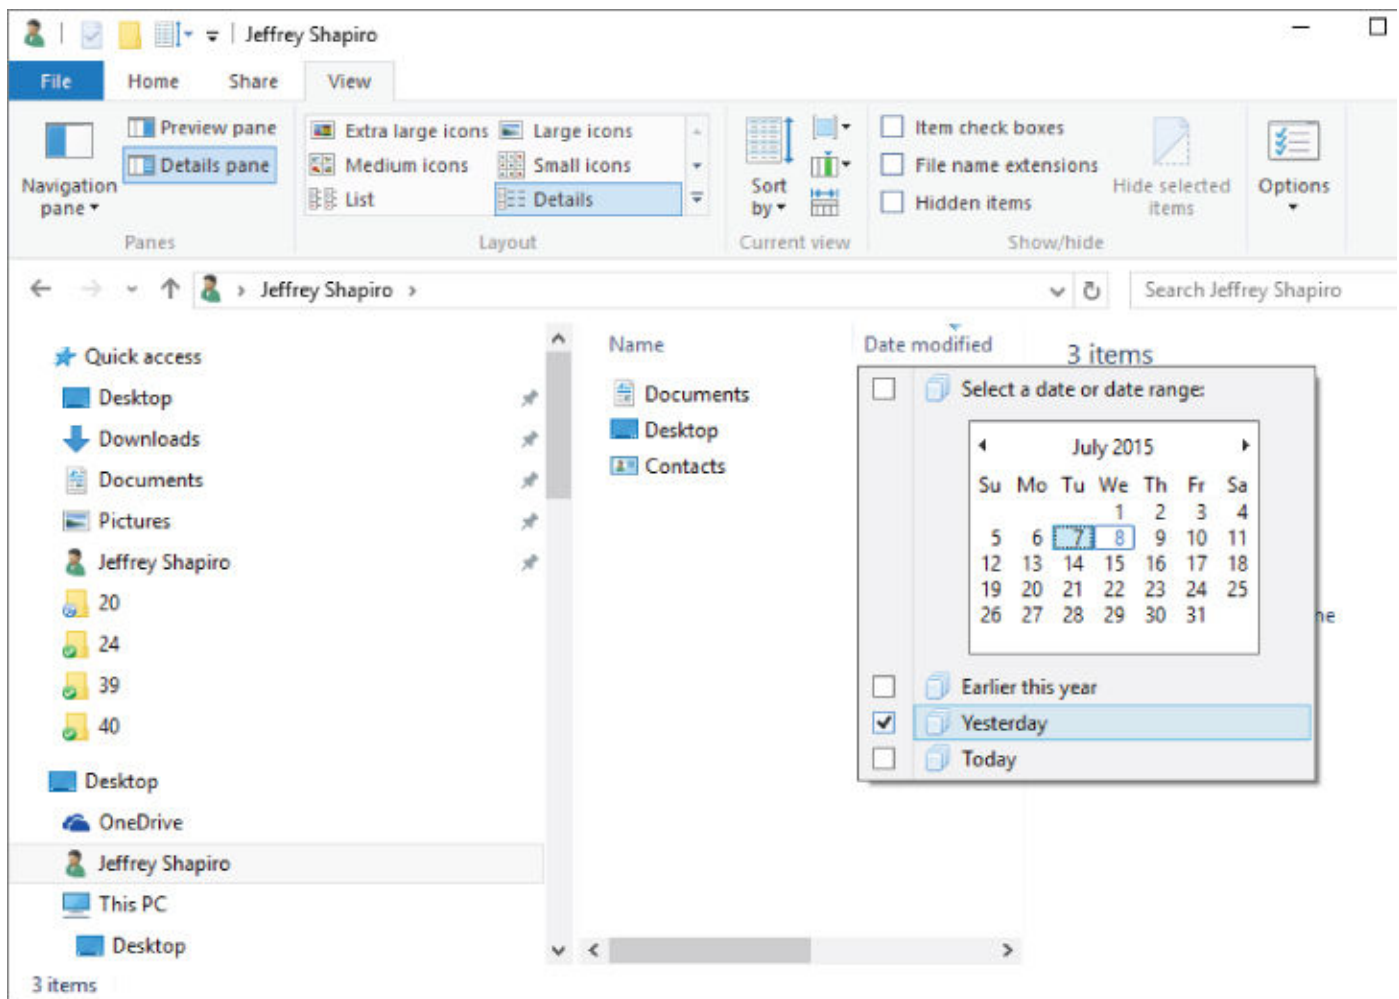 Jeffrey Shapiro
File Home Share View
Navigation pane
Preview pane
Details pane
Panes
Extra large icons Large icons
Medium icons Small icons
List Details
Layout
Sort by
Current view
Item check boxes
File name extensions
Hidden items
Hide selected items
Show/hide
Options
Jeffrey Shapiro
Search Jeffrey Shapiro
Quick access
Desktop
Downloads
Documents
Pictures
Jeffrey Shapiro
20
24
39
40
Desktop
OneDrive
Jeffrey Shapiro
This PC
Desktop
3 items
Name Date modified
Documents
Desktop
Contacts
3 items
Select a date or date range:
July 2015
Su Mo Tu We Th Fr Sa
1 2 3 4
5 6 7 8 9 10 11
12 13 14 15 16 17 18
19 20 21 22 23 24 25
26 27 28 29 30 31
Earlier this year
Yesterday
Today